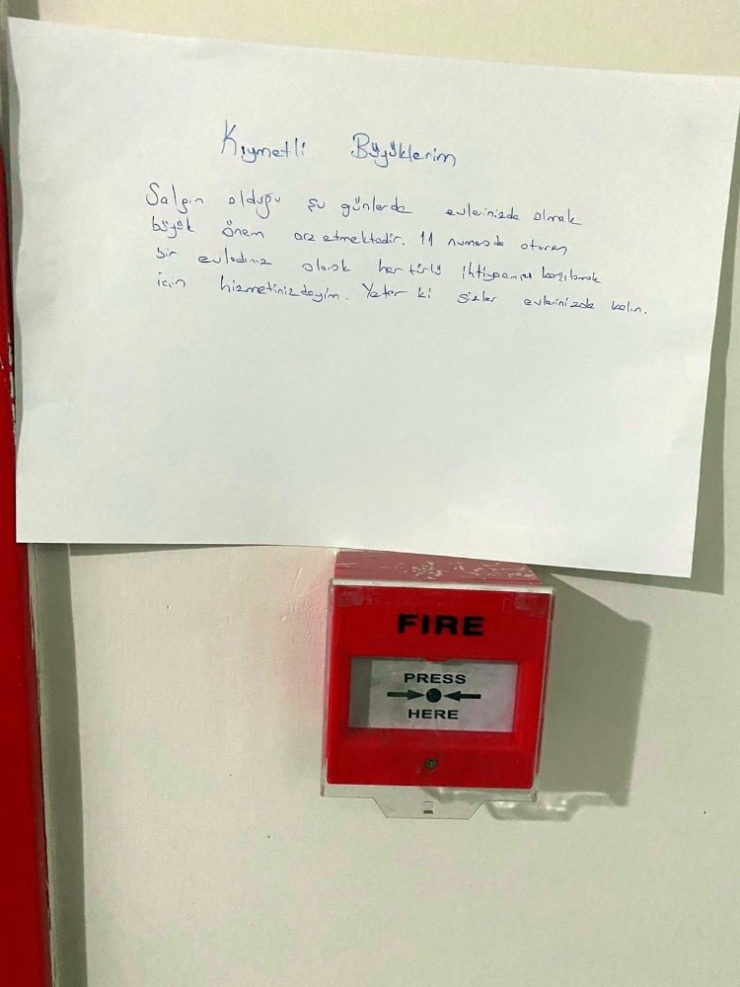 Kıymetli Büyüklerim
Salgın olduğu şu günlerde evlerinizde olmak
büyük önem arz etmektedir. 11 numarada oturan
bir evladınız olarak her türlü ihtiyacınızı karşılamak
için hizmetinizdeyim. Yeter ki sizler evlerinizde kalın.
FIRE
PRESS
HERE